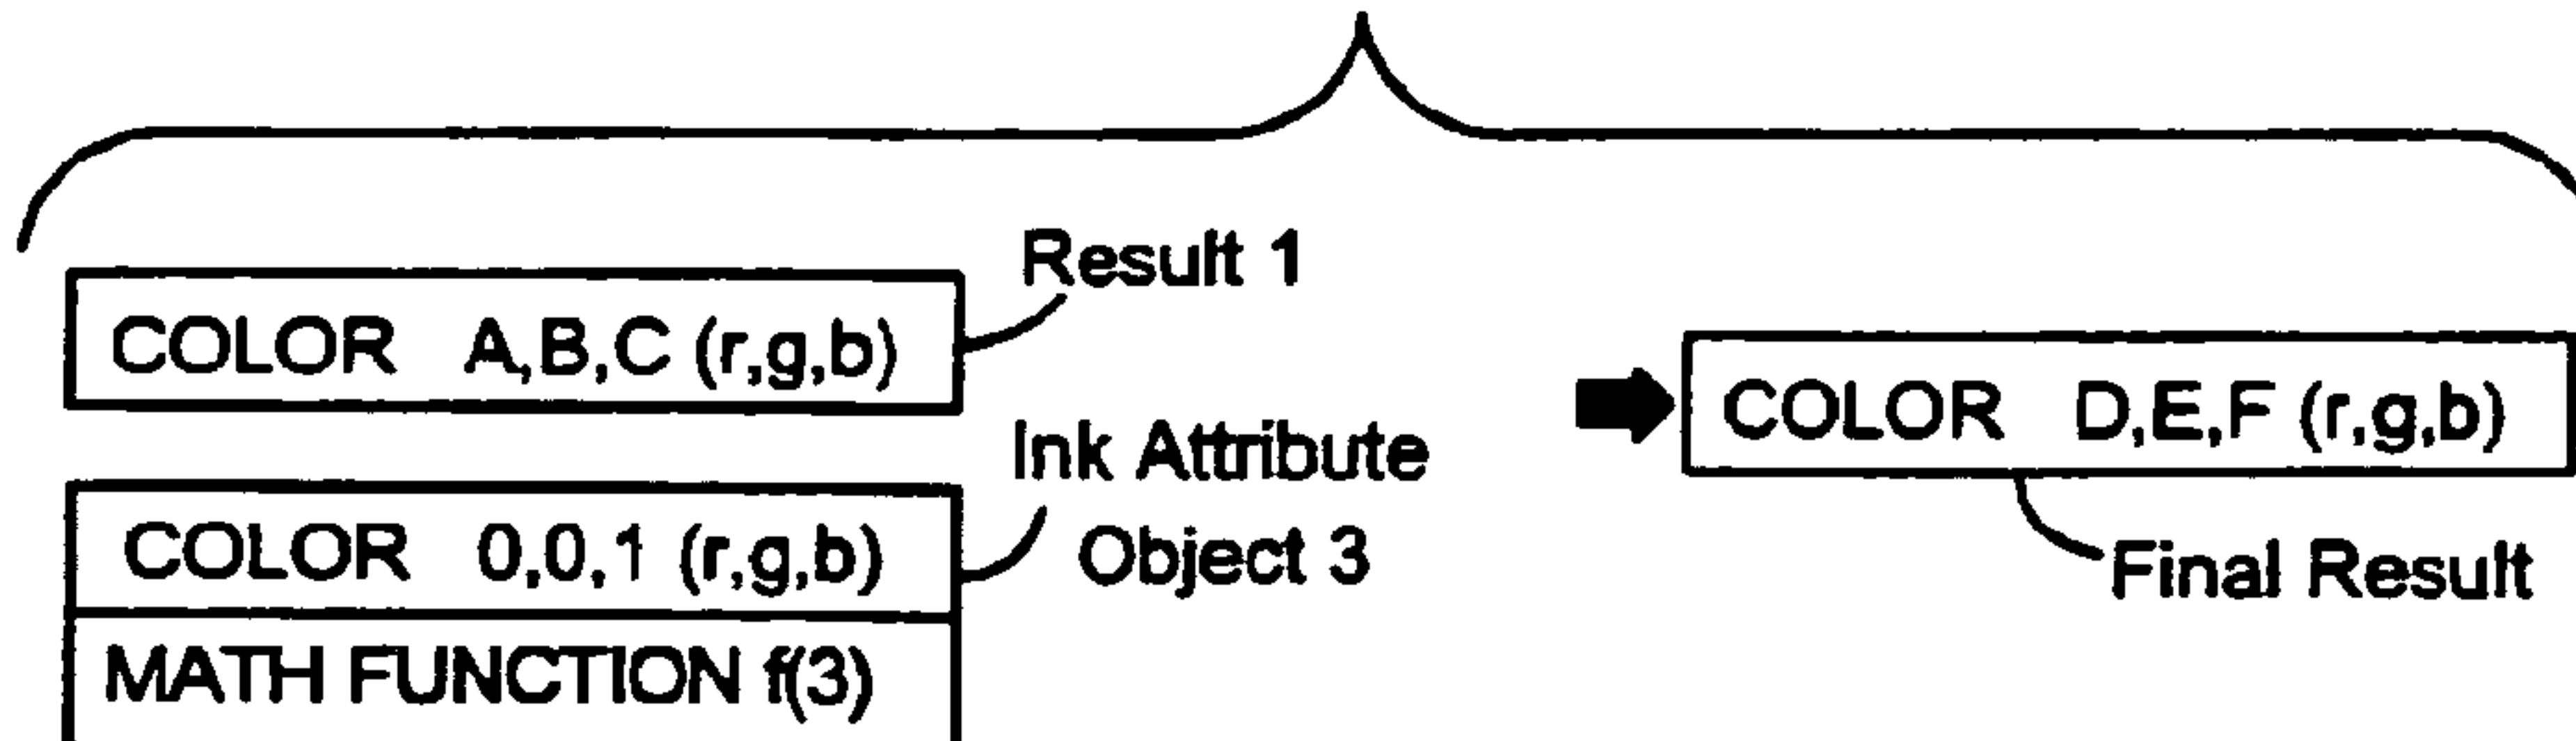 Result 1
COLOR A,B,C (r,g,b)
Ink Attribute
Object 3
COLOR 0,0,1 (r,g,b)
MATH FUNCTION f(3)
COLOR D,E,F (r,g,b)
Final Result